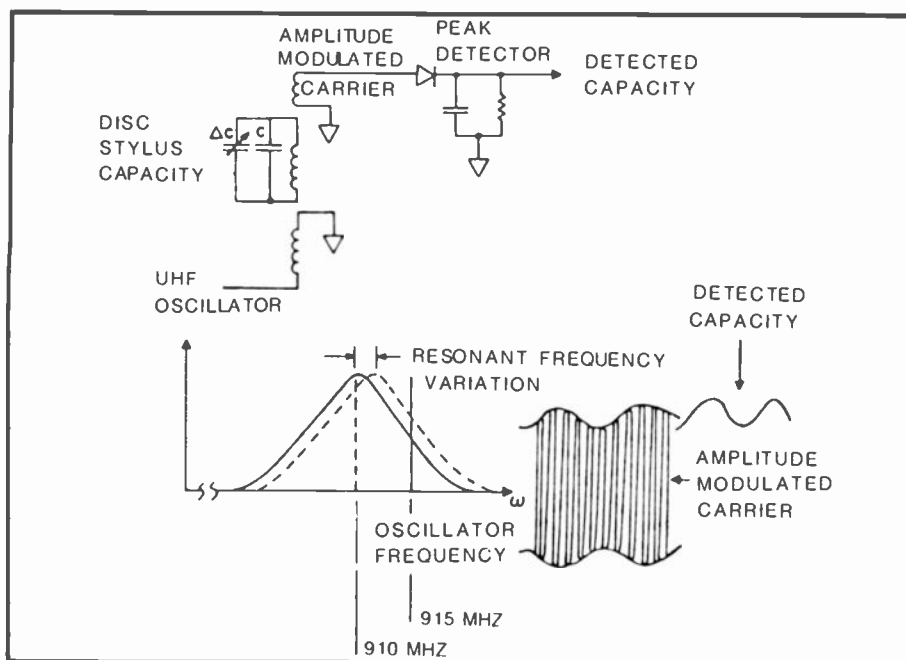 AMPLITUDE
MODULATED
CARRIER
PEAK
DETECTOR
DETECTED
CAPACITY
DISC
STYLUS
CAPACITY
ΔC
C
UHF
OSCILLATOR
DETECTED
CAPACITY
RESONANT FREQUENCY
VARIATION
AMPLITUDE
MODULATED
CARRIER
ω
OSCILLATOR
FREQUENCY
915 MHZ
910 MHZ